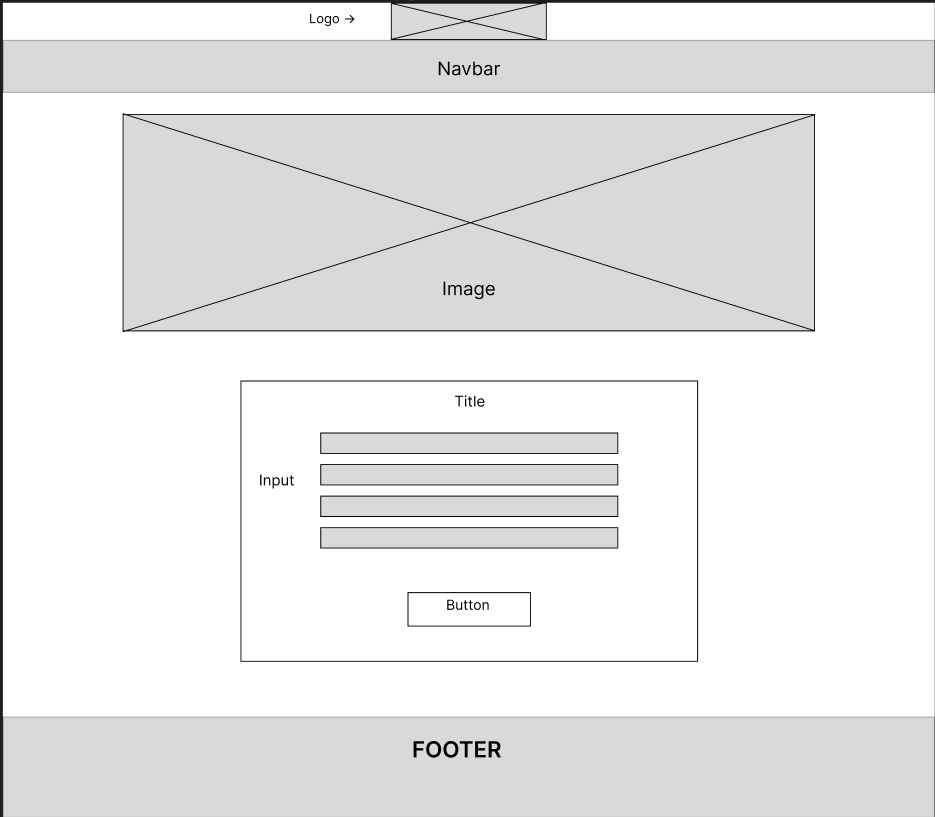 Logo →
Navbar
Image
Title
Input
Button
FOOTER